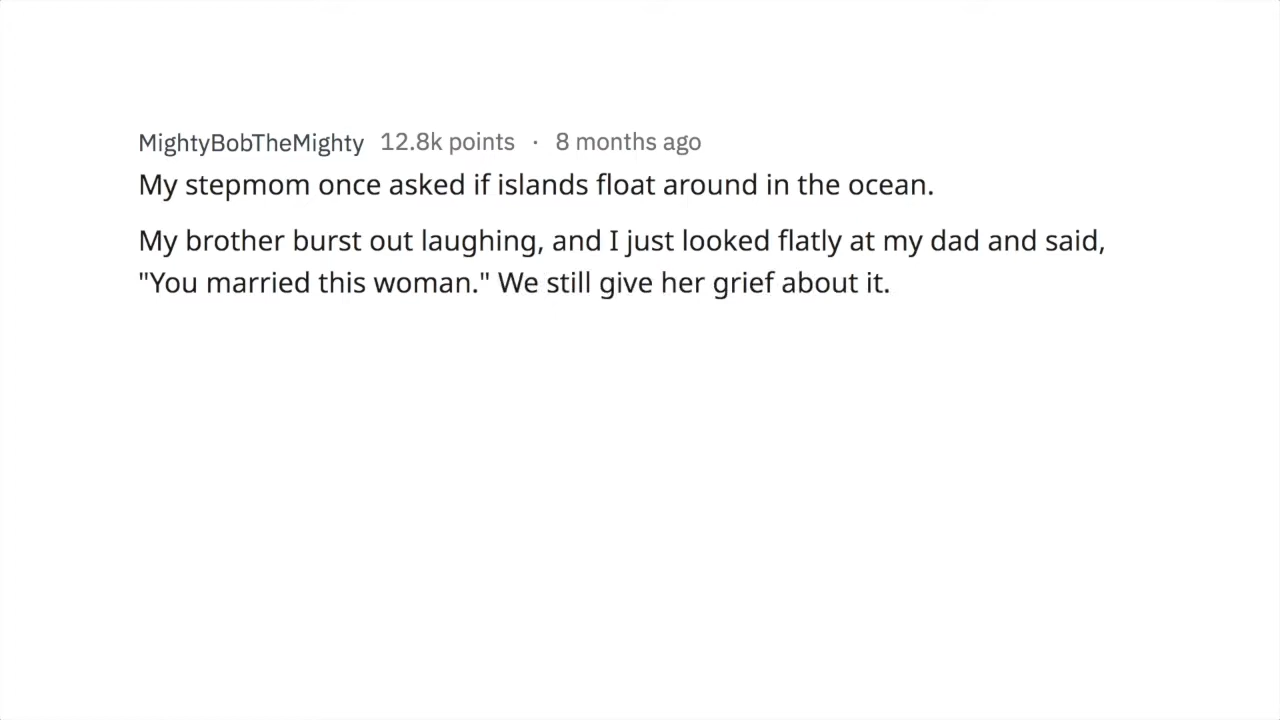 MightyBobTheMighty 12.8k points · 8 months ago
My stepmom once asked if islands float around in the ocean.
My brother burst out laughing, and I just looked flatly at my dad and said,
"You married this woman." We still give her grief about it.